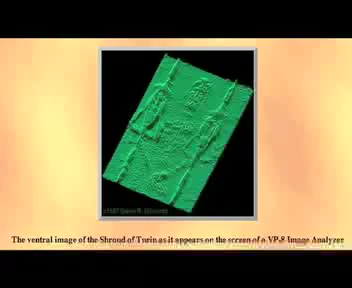 The ventral image of the Shroud of Turin as it appears on the screen of a VP-8 Image Analyzer